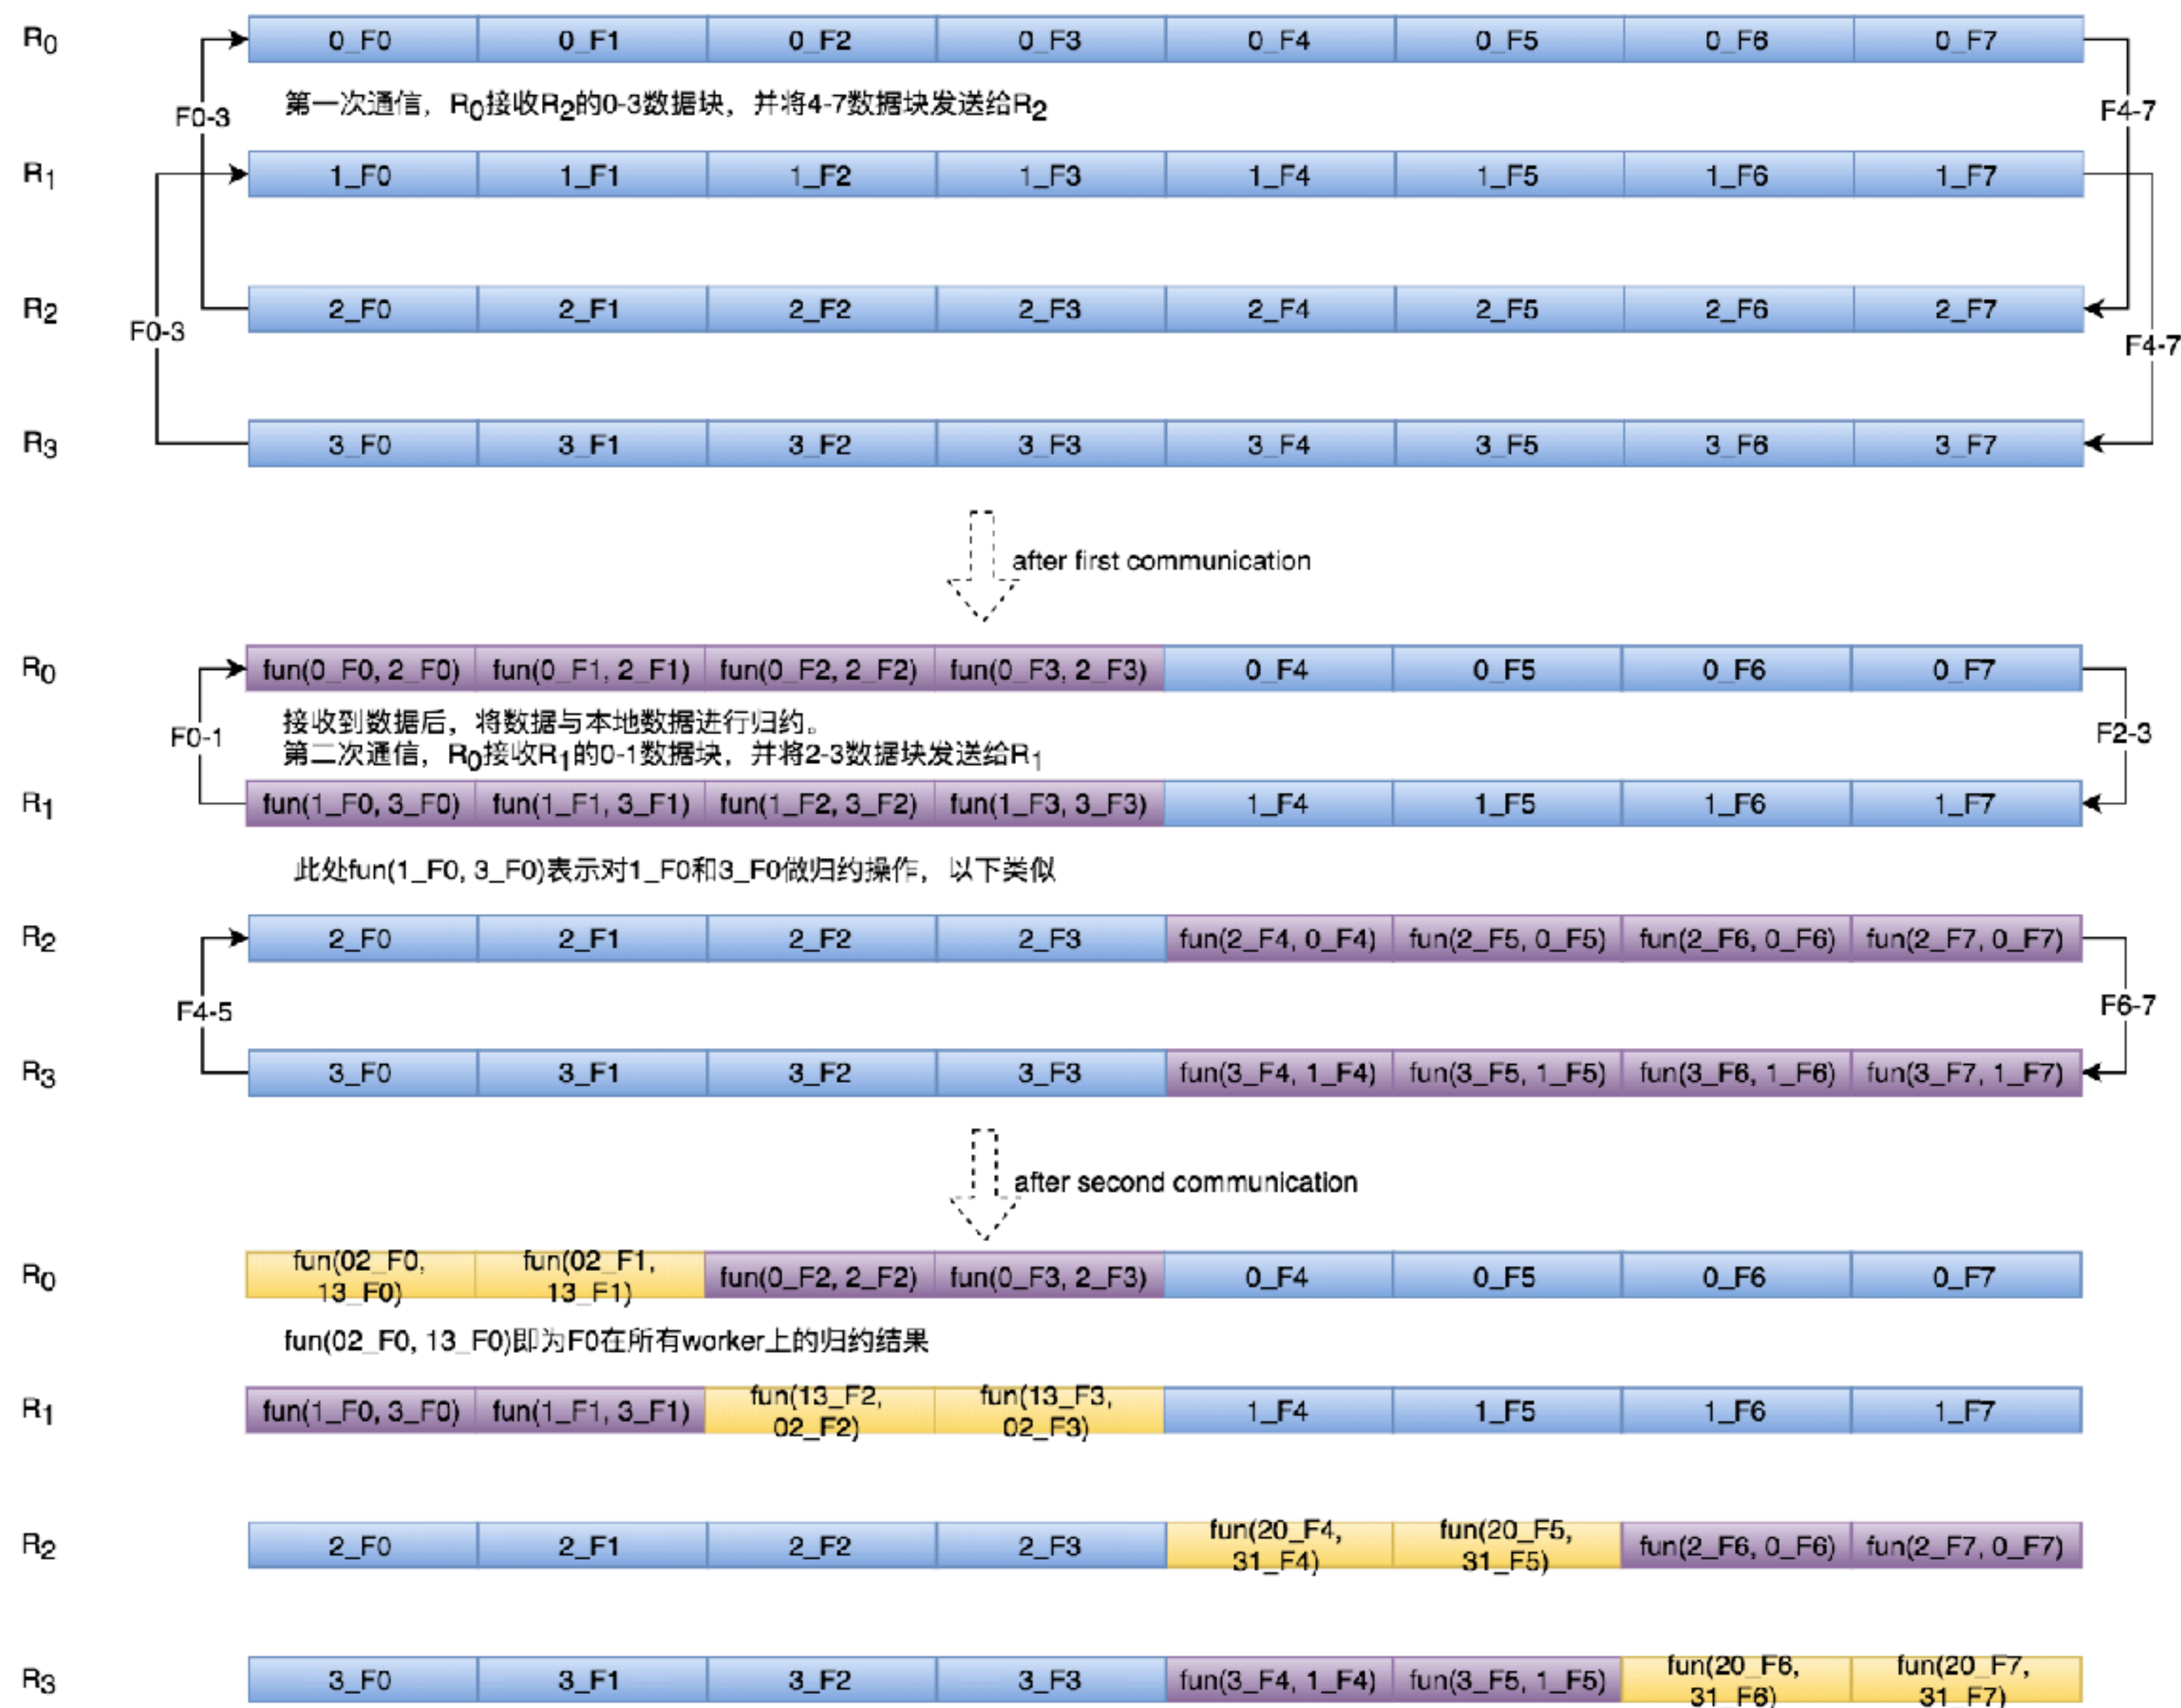 R0 0_F0 0_F1 0_F2 0_F3 0_F4 0_F5 0_F6 0_F7
F0-3 第一次通信，R0接收R2的0-3数据块，并将4-7数据块发送给R2 F4-7
R1 1_F0 1_F1 1_F2 1_F3 1_F4 1_F5 1_F6 1_F7
R2 2_F0 2_F1 2_F2 2_F3 2_F4 2_F5 2_F6 2_F7
F0-3 F4-7
R3 3_F0 3_F1 3_F2 3_F3 3_F4 3_F5 3_F6 3_F7
after first communication
R0 fun(0_F0, 2_F0) fun(0_F1, 2_F1) fun(0_F2, 2_F2) fun(0_F3, 2_F3) 0_F4 0_F5 0_F6 0_F7
接收到数据后，将数据与本地数据进行归约。
F0-1 F2-3
第二次通信，R0接收R1的0-1数据块，并将2-3数据块发送给R1
R1 fun(1_F0, 3_F0) fun(1_F1, 3_F1) fun(1_F2, 3_F2) fun(1_F3, 3_F3) 1_F4 1_F5 1_F6 1_F7
此处fun(1_F0, 3_F0)表示对1_F0和3_F0做归约操作，以下类似
R2 2_F0 2_F1 2_F2 2_F3 fun(2_F4, 0_F4) fun(2_F5, 0_F5) fun(2_F6, 0_F6) fun(2_F7, 0_F7)
F4-5 F6-7
R3 3_F0 3_F1 3_F2 3_F3 fun(3_F4, 1_F4) fun(3_F5, 1_F5) fun(3_F6, 1_F6) fun(3_F7, 1_F7)
after second communication
R0 fun(02_F0, 13_F0) fun(02_F1, 13_F1) fun(0_F2, 2_F2) fun(0_F3, 2_F3) 0_F4 0_F5 0_F6 0_F7
fun(02_F0, 13_F0)即为F0在所有worker上的归约结果
R1 fun(1_F0, 3_F0) fun(1_F1, 3_F1) fun(13_F2, 02_F2) fun(13_F3, 02_F3) 1_F4 1_F5 1_F6 1_F7
R2 2_F0 2_F1 2_F2 2_F3 fun(20_F4, 31_F4) fun(20_F5, 31_F5) fun(2_F6, 0_F6) fun(2_F7, 0_F7)
R3 3_F0 3_F1 3_F2 3_F3 fun(3_F4, 1_F4) fun(3_F5, 1_F5) fun(20_F6, 31_F6) fun(20_F7, 31_F7)